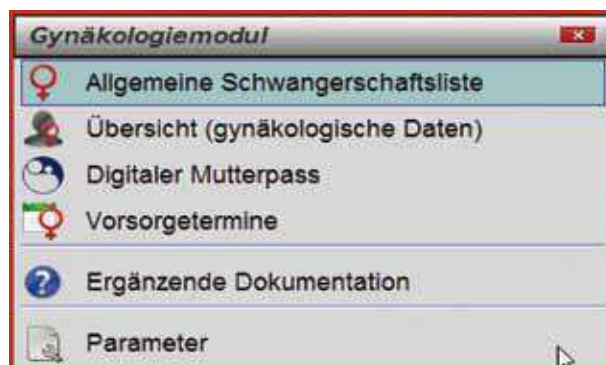 Gynäkologiemodul
Allgemeine Schwangerschaftsliste
Übersicht (gynäkologische Daten)
Digitaler Mutterpass
Vorsorgetermine
Ergänzende Dokumentation
Parameter